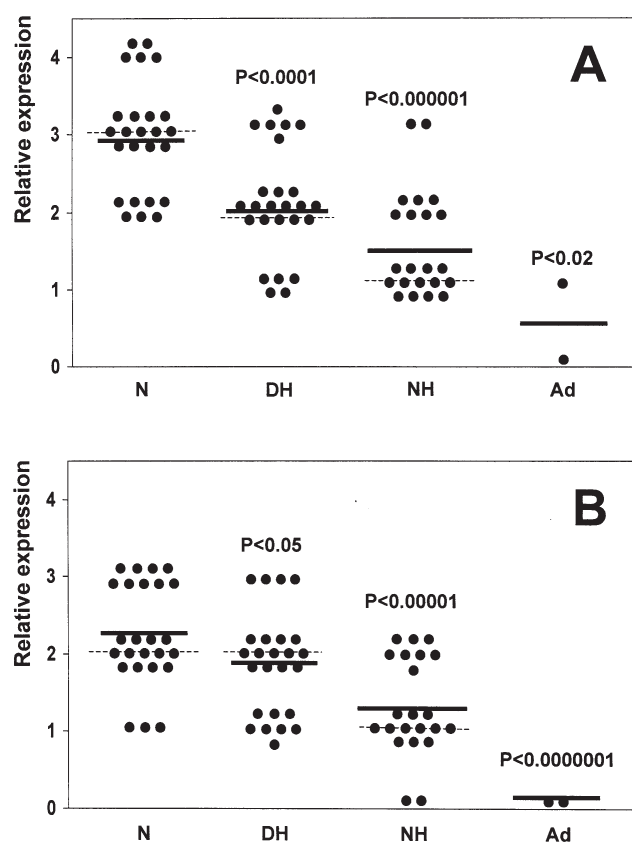 Relative expression
4
3
2
1
0
A
P<0.0001
P<0.000001
P<0.02
N DH NH Ad
Relative expression
4
3
2
1
0
B
P<0.05
P<0.00001
P<0.0000001
N DH NH Ad